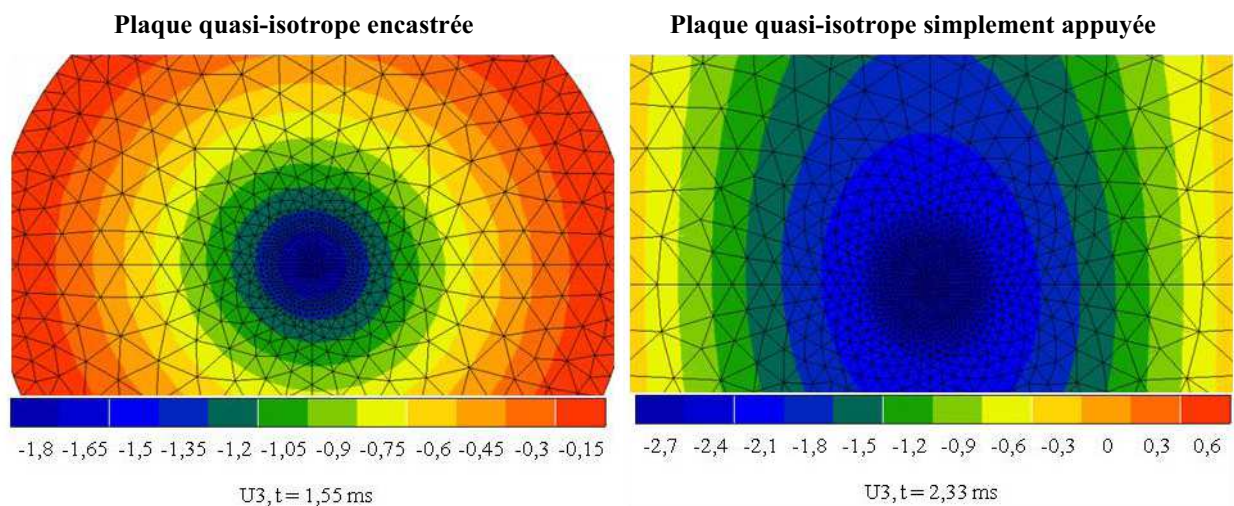 Plaque quasi-isotrope encastrée
Plaque quasi-isotrope simplement appuyée
-1,8 -1,65 -1,5 -1,35 -1,2 -1,05 -0,9 -0,75 -0,6 -0,45 -0,3 -0,15
-2,7 -2,4 -2,1 -1,8 -1,5 -1,2 -0,9 -0,6 -0,3 0 0,3 0,6
U3, t = 1,55 ms
U3, t = 2,33 ms